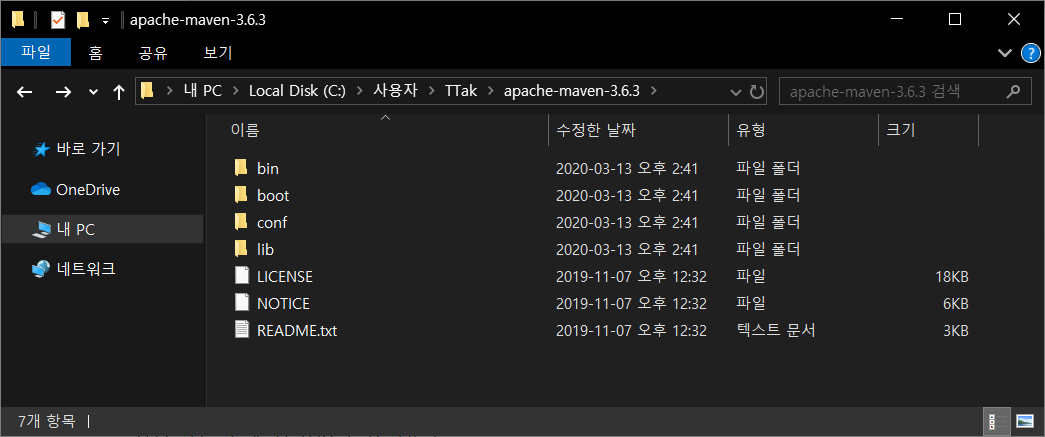 apache-maven-3.6.3
파일 홈 공유 보기
내 PC Local Disk (C:) 사용자 TTak apache-maven-3.6.3 apache-maven-3.6.3 검색
바로 가기
OneDrive
내 PC
네트워크
이름 수정한 날짜 유형 크기
bin 2020-03-13 오후 2:41 파일 폴더
boot 2020-03-13 오후 2:41 파일 폴더
conf 2020-03-13 오후 2:41 파일 폴더
lib 2020-03-13 오후 2:41 파일 폴더
LICENSE 2019-11-07 오후 12:32 파일 18KB
NOTICE 2019-11-07 오후 12:32 파일 6KB
README.txt 2019-11-07 오후 12:32 텍스트 문서 3KB
7개 항목